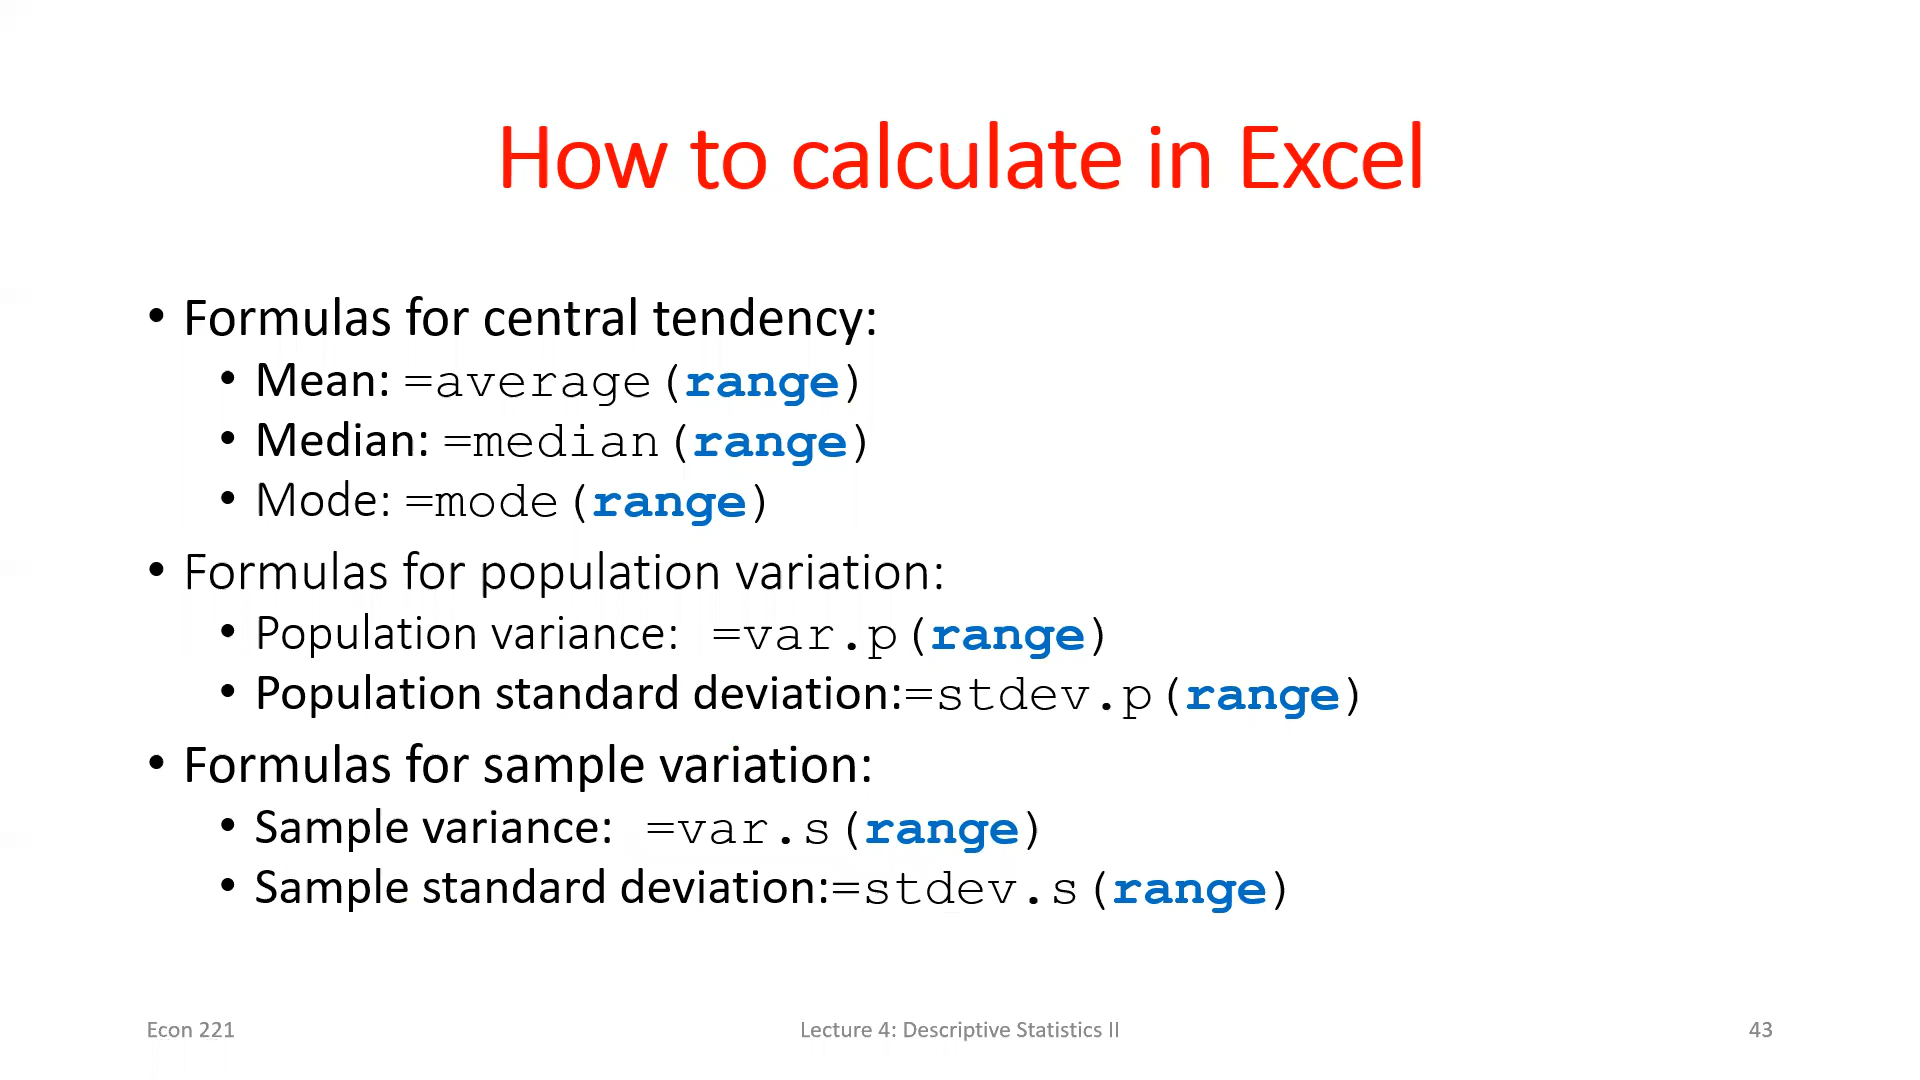 How to calculate in Excel
• Formulas for central tendency:
• Mean: =average(range)
• Median: =median(range)
• Mode: =mode(range)
• Formulas for population variation:
• Population variance: =var.p(range)
• Population standard deviation:=stdev.p(range)
• Formulas for sample variation:
• Sample variance: =var.s(range)
• Sample standard deviation:=stdev.s(range)
Econ 221
Lecture 4: Descriptive Statistics II
43